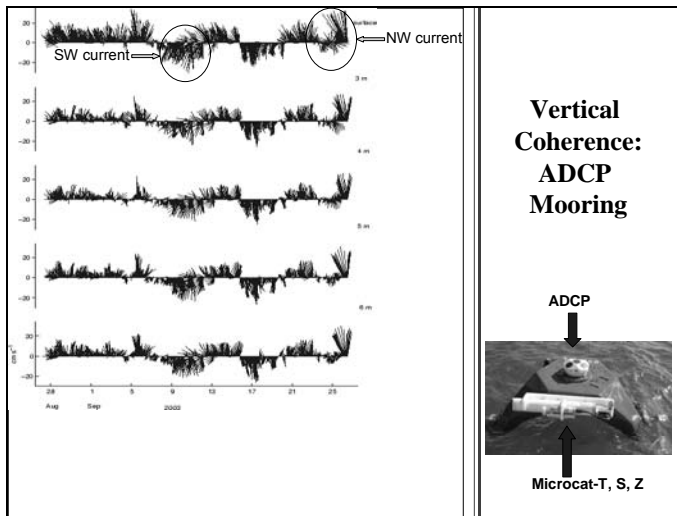 20
0
−20
surface
NW current
SW current
3 m
20
0
−20
4 m
20
0
−20
5 m
20
0
−20
6 m
20
0
−20
cm s⁻¹
28
1
5
9
13
17
21
25
Aug
Sep
2003
Vertical
Coherence:
ADCP
Mooring
ADCP
Microcat-T, S, Z